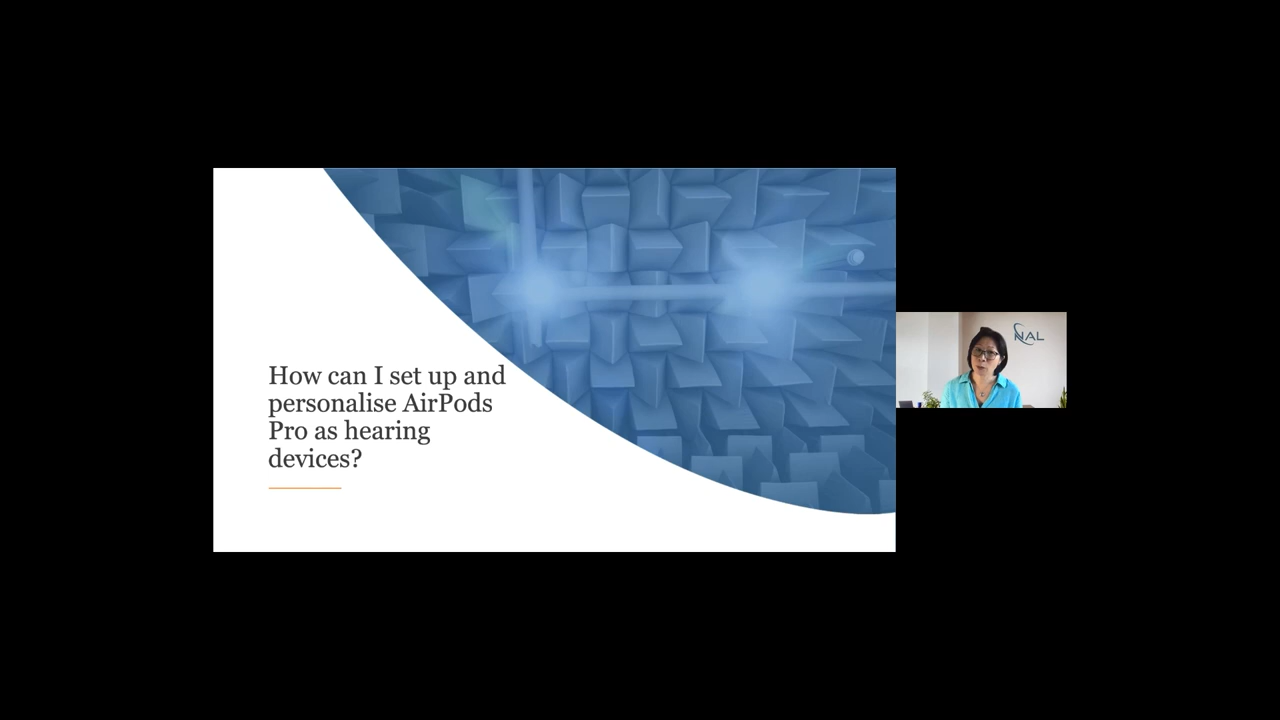 How can I set up and
personalise AirPods
Pro as hearing
devices?
NAL